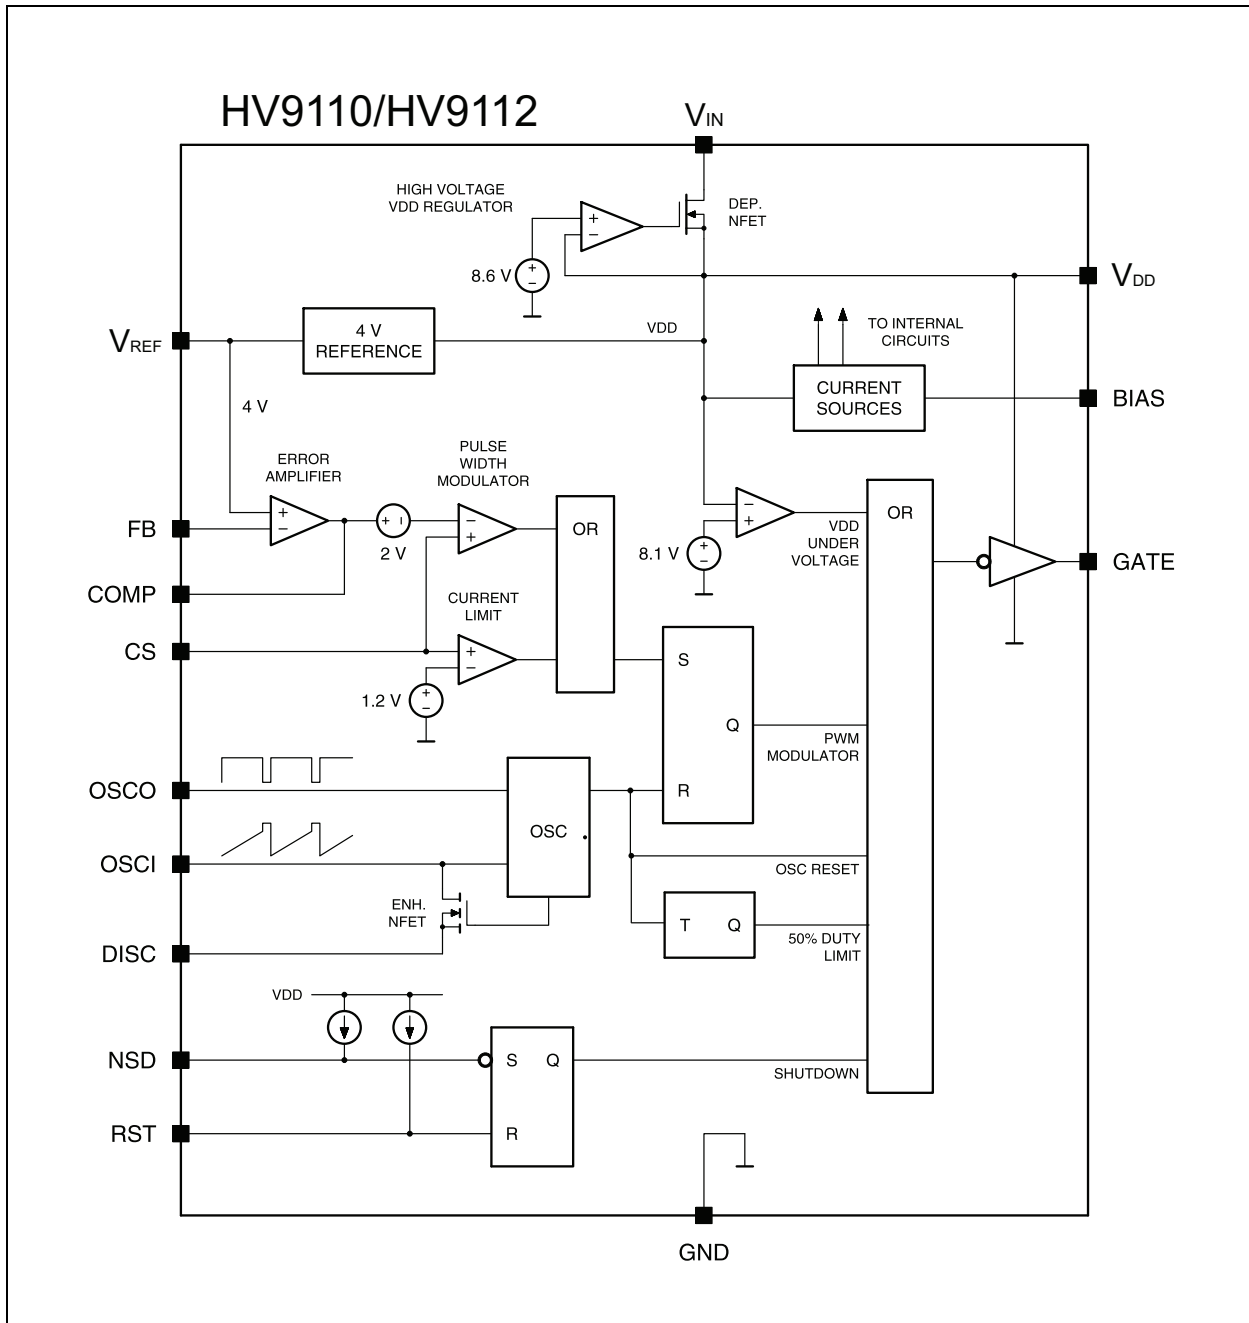 HV9110/HV9112
VIN
HIGH VOLTAGE
VDD REGULATOR
+
−
DEP.
NFET
8.6 V
+
−
VDD
VREF
4 V
REFERENCE
VDD
TO INTERNAL
CIRCUITS
CURRENT
SOURCES
BIAS
4 V
ERROR
AMPLIFIER
PULSE
WIDTH
MODULATOR
+
−
+ −
2 V
−
+
OR
FB
COMP
−
+
8.1 V
+
−
VDD
UNDER
VOLTAGE
OR
GATE
CURRENT
LIMIT
CS
+
−
1.2 V
+
−
S
Q
R
PWM
MODULATOR
OSCO
OSC
OSCI
OSC RESET
ENH.
NFET
T Q
50% DUTY
LIMIT
DISC
VDD
NSD
S Q
R
SHUTDOWN
RST
GND